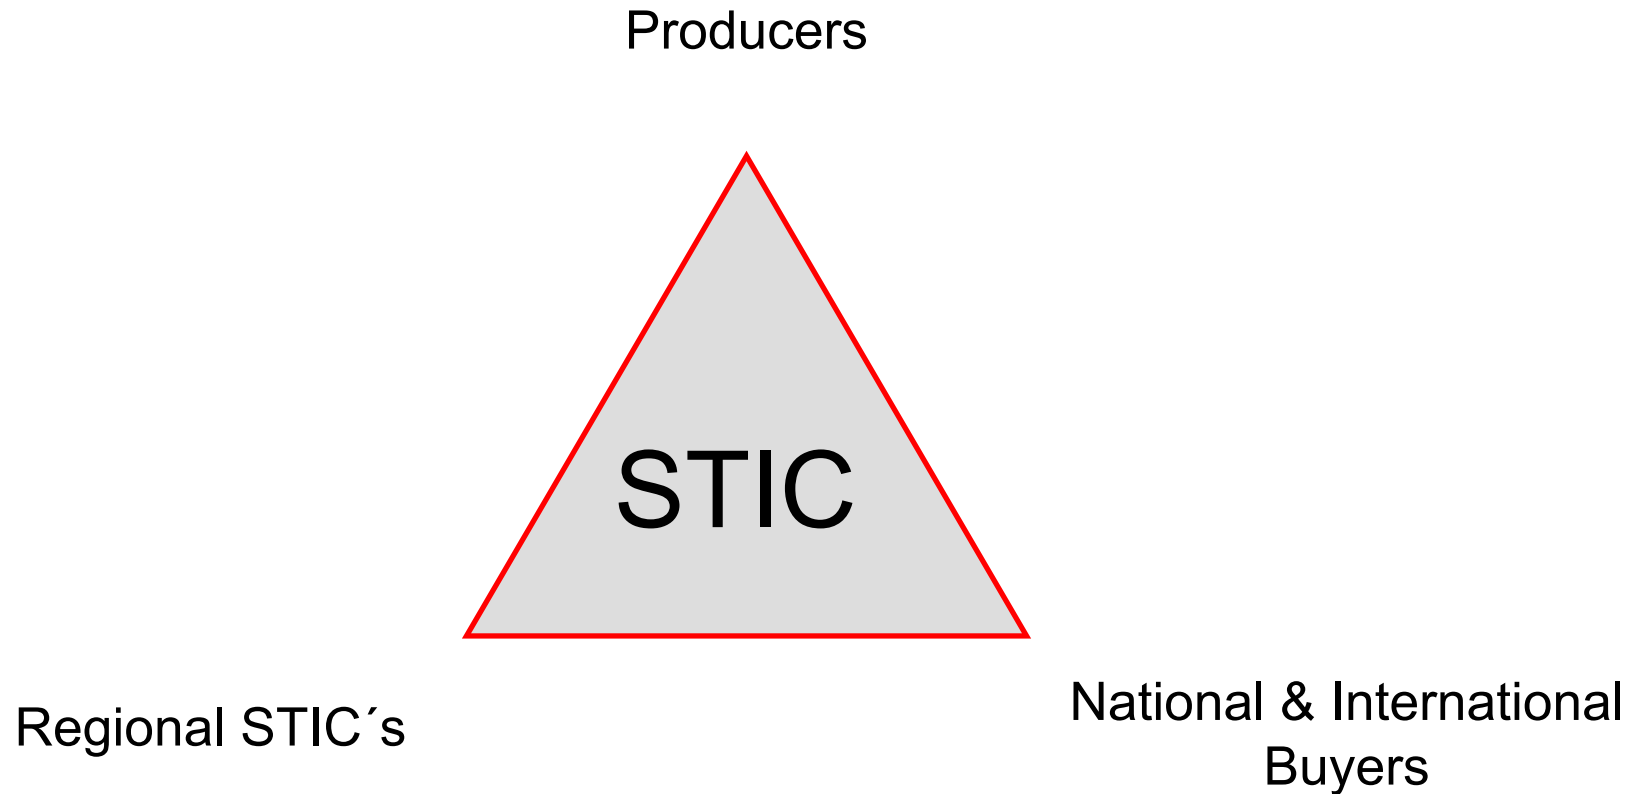 Producers
STIC
Regional STIC´s
National & International
Buyers